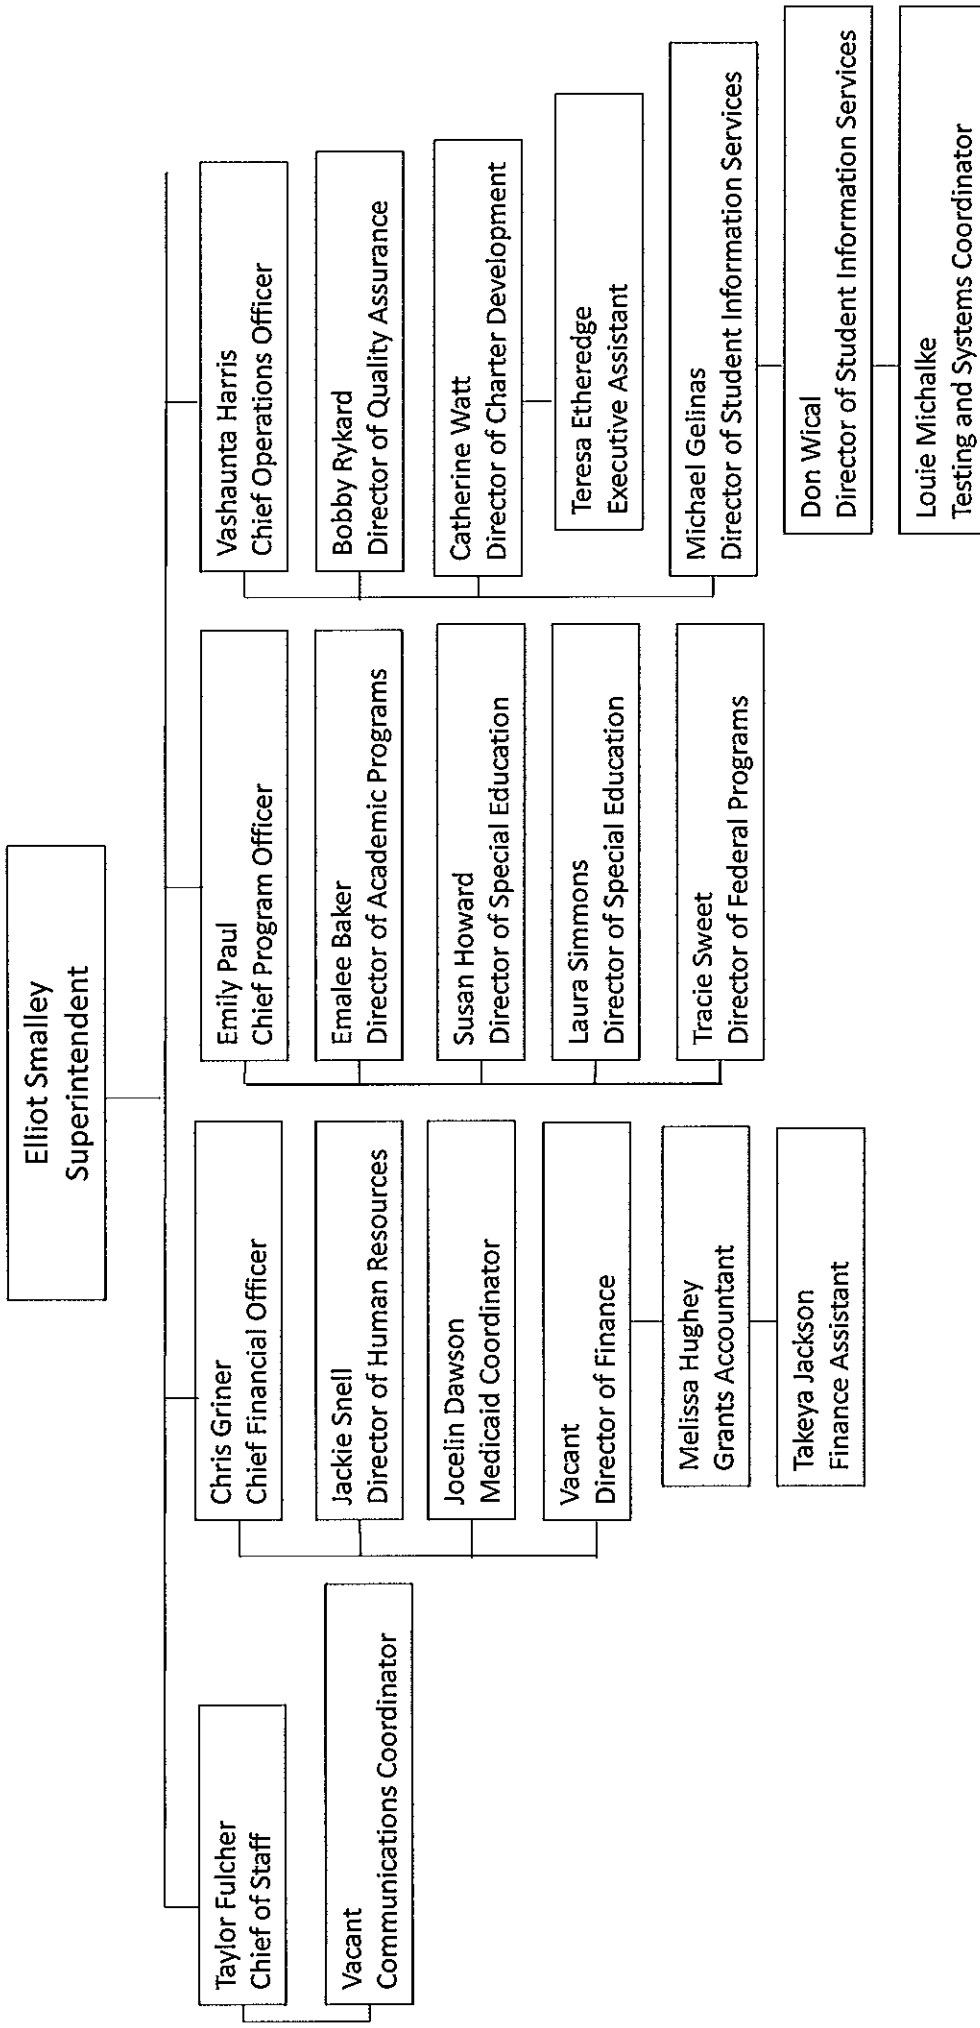 Elliot Smalley
Superintendent
Taylor Fulcher
Chief of Staff
Vacant
Communications Coordinator
Chris Griner
Chief Financial Officer
Jackie Snell
Director of Human Resources
Jocelin Dawson
Medicaid Coordinator
Vacant
Director of Finance
Melissa Hughey
Grants Accountant
Takeya Jackson
Finance Assistant
Emily Paul
Chief Program Officer
Emalee Baker
Director of Academic Programs
Susan Howard
Director of Special Education
Laura Simmons
Director of Special Education
Tracie Sweet
Director of Federal Programs
Vashaunta Harris
Chief Operations Officer
Bobby Rykard
Director of Quality Assurance
Catherine Watt
Director of Charter Development
Teresa Etheredge
Executive Assistant
Michael Gelinas
Director of Student Information Services
Don Wical
Director of Student Information Services
Louie Michalke
Testing and Systems Coordinator